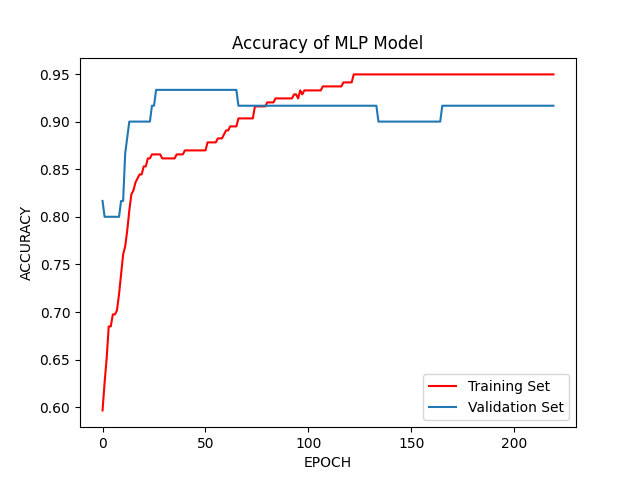 Accuracy of MLP Model
0.95
0.90
0.85
0.80
0.75
0.70
0.65
0.60
ACCURACY
0
50
100
150
200
EPOCH
Training Set
Validation Set